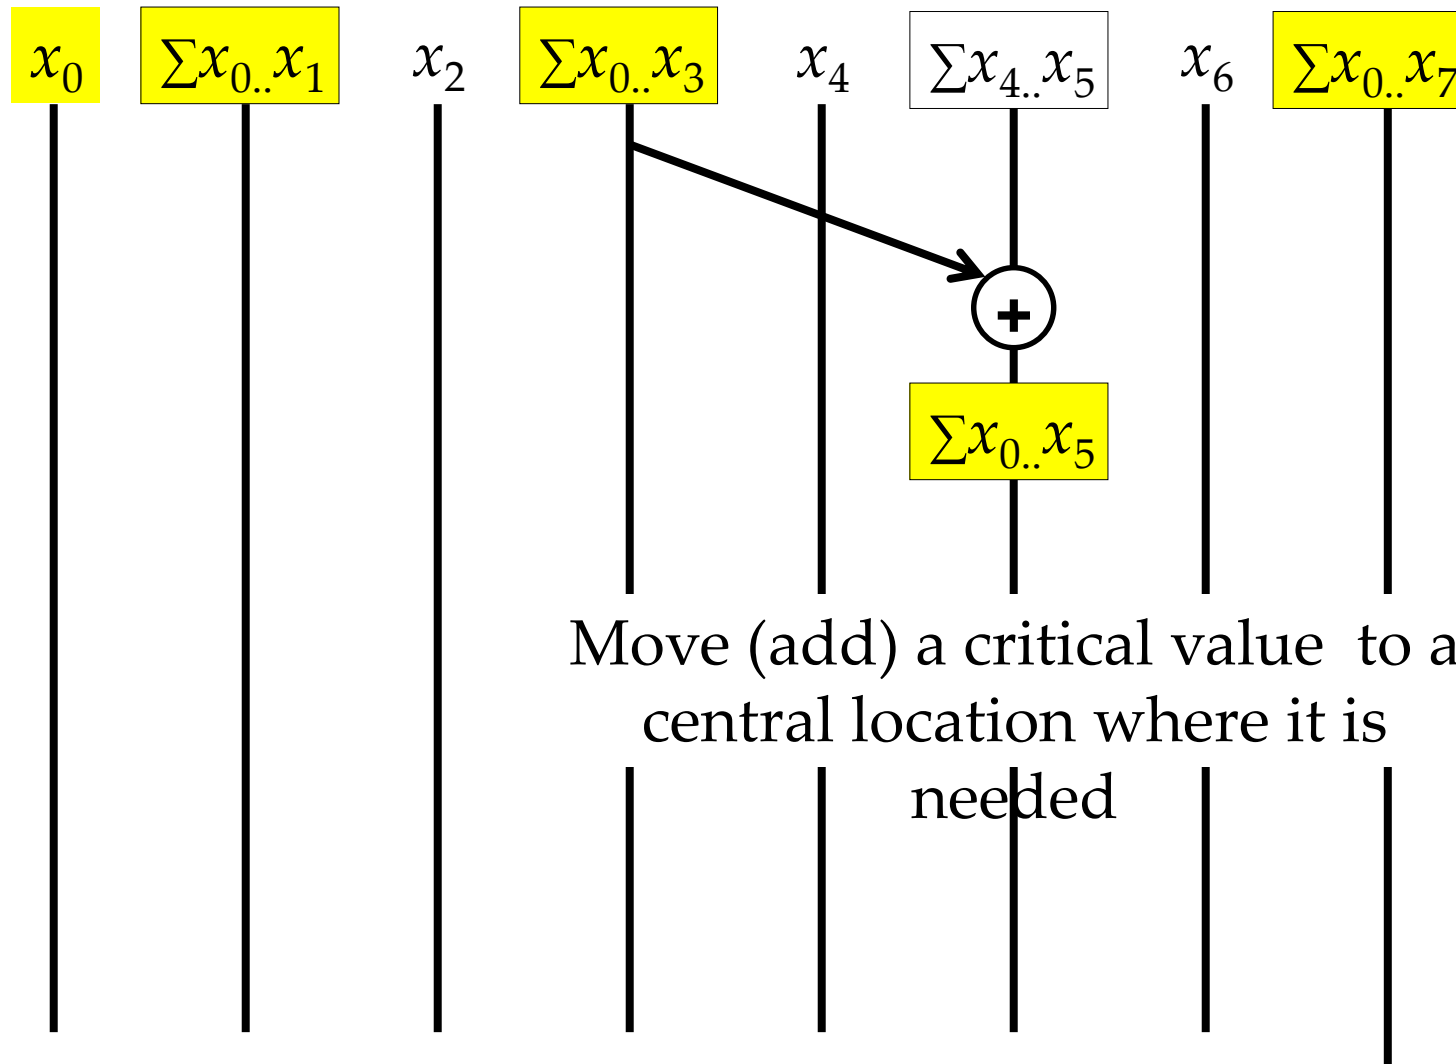 x₀ ∑x₀..x₁ x₂ ∑x₀..x₃ x₄ ∑x₄..x₅ x₆ ∑x₀..x₇
+
∑x₀..x₅
Move (add) a critical value to a
central location where it is
needed